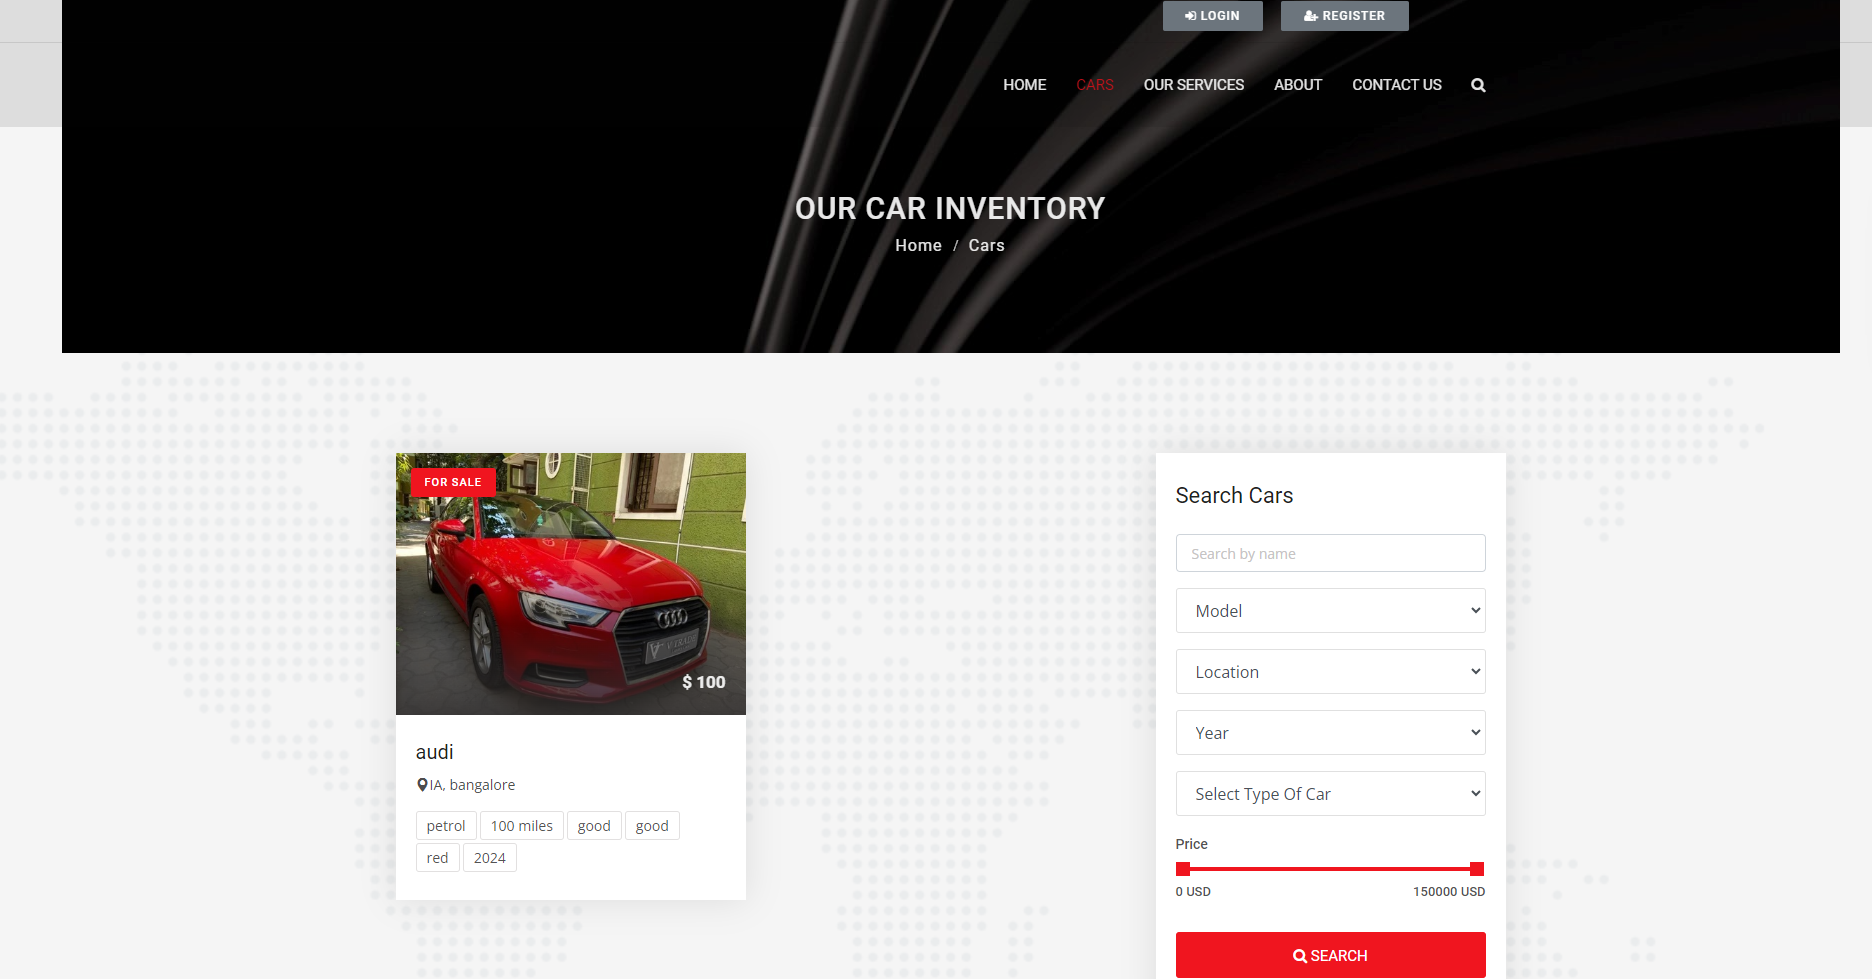 LOGIN
REGISTER
HOME CARS OUR SERVICES ABOUT CONTACT US
OUR CAR INVENTORY
Home / Cars
FOR SALE
$ 100
audi
IA, bangalore
petrol 100 miles good good
red 2024
Search Cars
Search by name
Model
Location
Year
Select Type Of Car
Price
0 USD 150000 USD
SEARCH